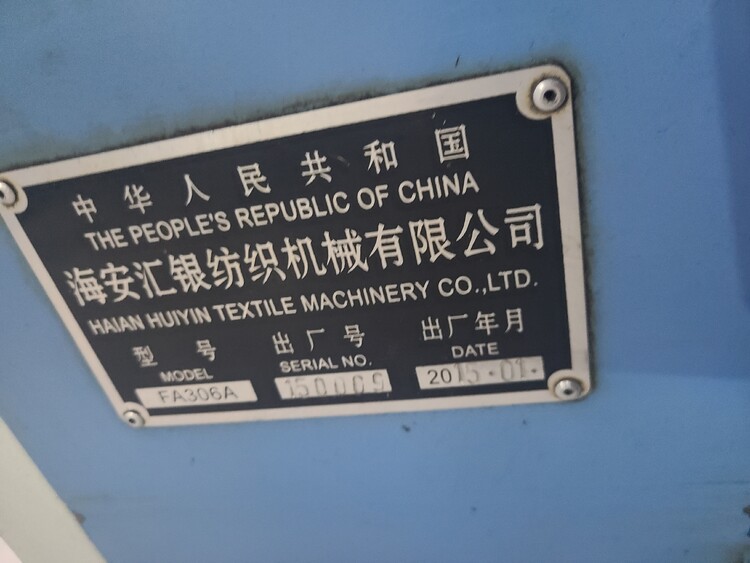 中华人民共和国
THE PEOPLE'S REPUBLIC OF CHINA
海安汇银纺织机械有限公司
HAIAN HUIYIN TEXTILE MACHINERY CO.,LTD.
型号 出厂号 出厂年月
MODEL SERIAL NO. DATE
FA306A 150009 2015.01.